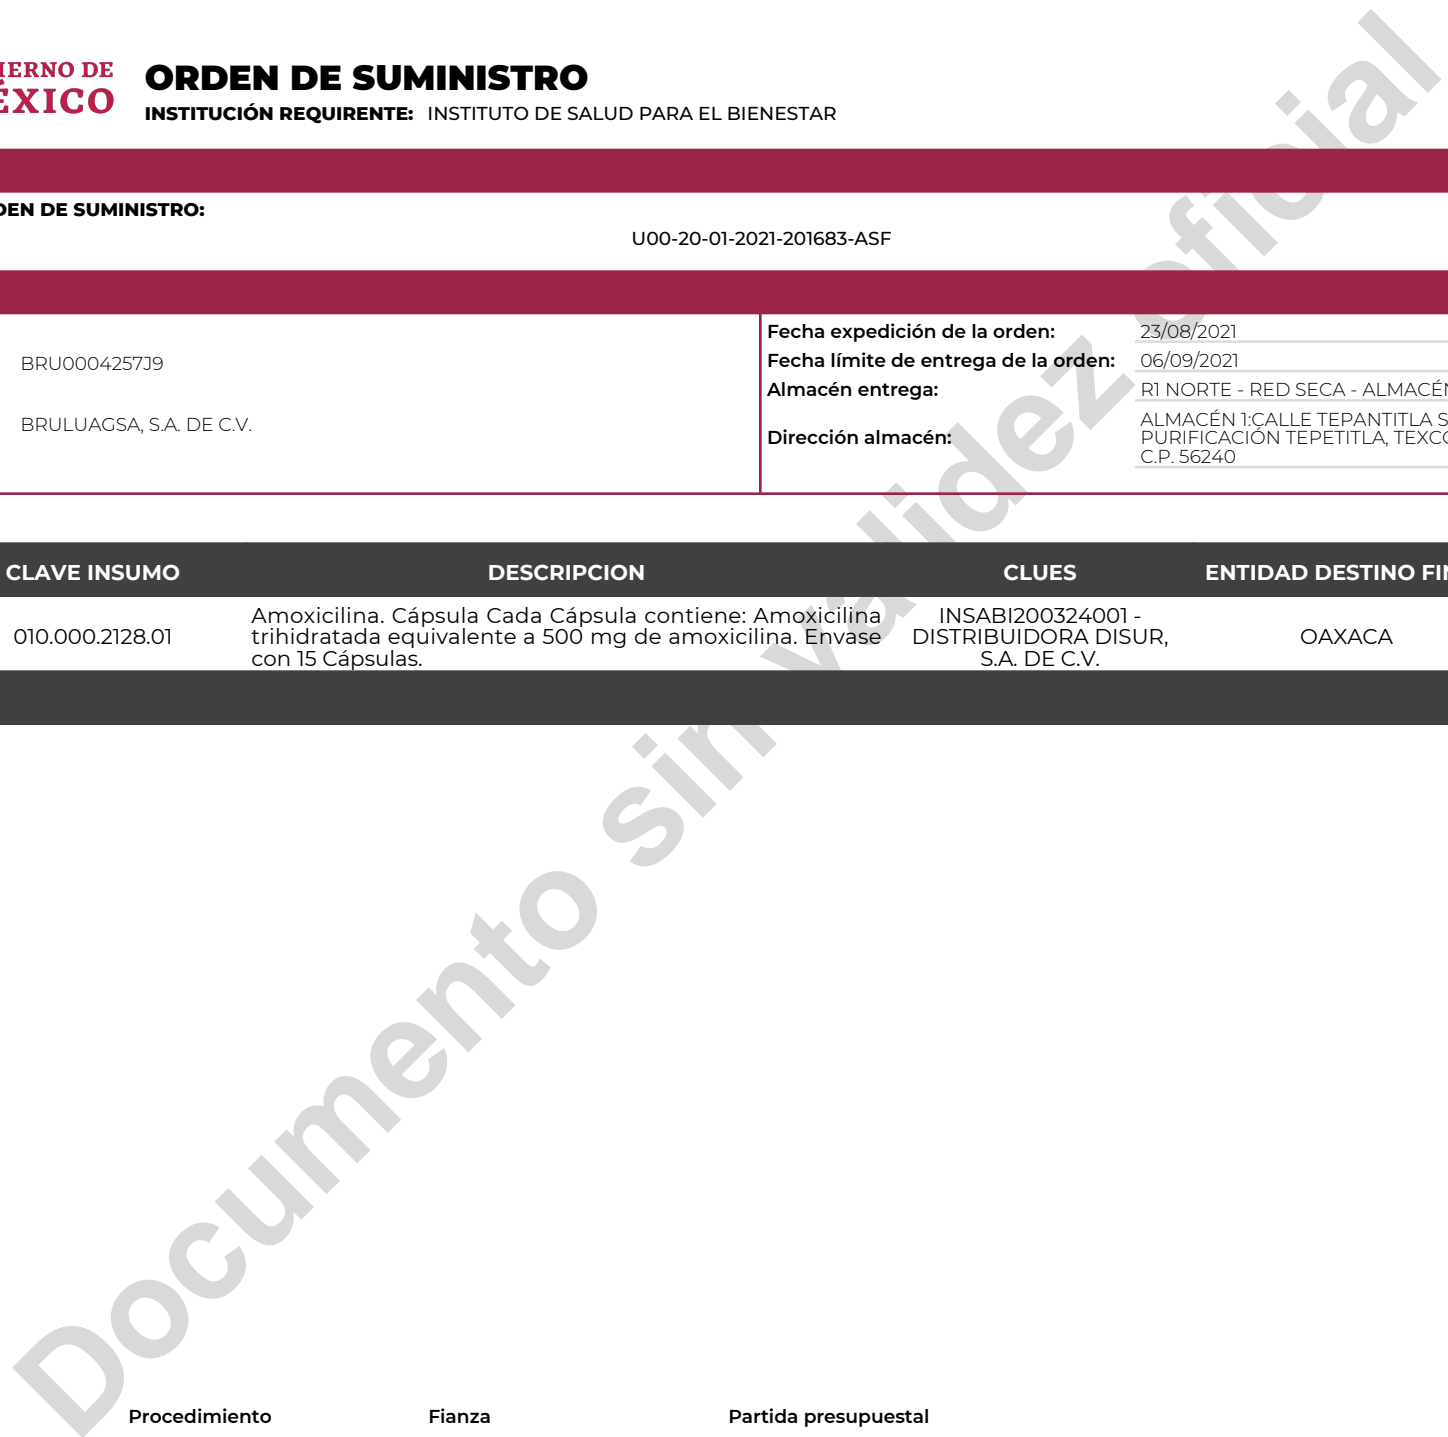 IERNO DE
ÉXICO
ORDEN DE SUMINISTRO
INSTITUCIÓN REQUIRENTE: INSTITUTO DE SALUD PARA EL BIENESTAR
DEN DE SUMINISTRO:
U00-20-01-2021-201683-ASF
BRU0004257J9
BRULUAGSA, S.A. DE C.V.
Fecha expedición de la orden: 23/08/2021
Fecha límite de entrega de la orden: 06/09/2021
Almacén entrega: R1 NORTE - RED SECA - ALMACÉN
Dirección almacén: ALMACÉN 1:CALLE TEPANTITLA S
PURIFICACIÓN TEPETITLA, TEXCO
C.P. 56240
CLAVE INSUMO DESCRIPCION CLUES ENTIDAD DESTINO FIN
010.000.2128.01
Amoxicilina. Cápsula Cada Cápsula contiene: Amoxicilina
trihidratada equivalente a 500 mg de amoxicilina. Envase
con 15 Cápsulas.
INSABI200324001 -
DISTRIBUIDORA DISUR,
S.A. DE C.V.
OAXACA
Documento sin validez oficial
Procedimiento Fianza Partida presupuestal